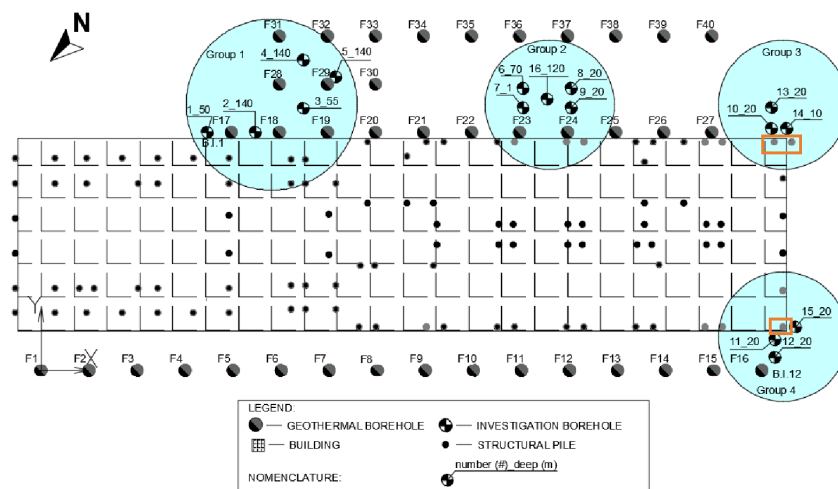 N
F31 F32 F33 F34 F35 F36 F37 F38 F39 F40
Group 1
4_140
5_140
Group 2
Group 3
F28 F29 F30
6_70 16_120 8_20
13_20
7_1 9_20
1_50 2_140 3_55
10_20 14_10
F17 F18 F19 F20 F21 F22 F23 F24 F25 F26 F27
B.I.1
Y
X
15_20
11_20 12_20
F1 F2 F3 F4 F5 F6 F7 F8 F9 F10 F11 F12 F13 F14 F15 F16
B.I.12
Group 4
LEGEND:
GEOTHERMAL BOREHOLE INVESTIGATION BOREHOLE
BUILDING STRUCTURAL PILE
number (#)_deep (m)
NOMENCLATURE: